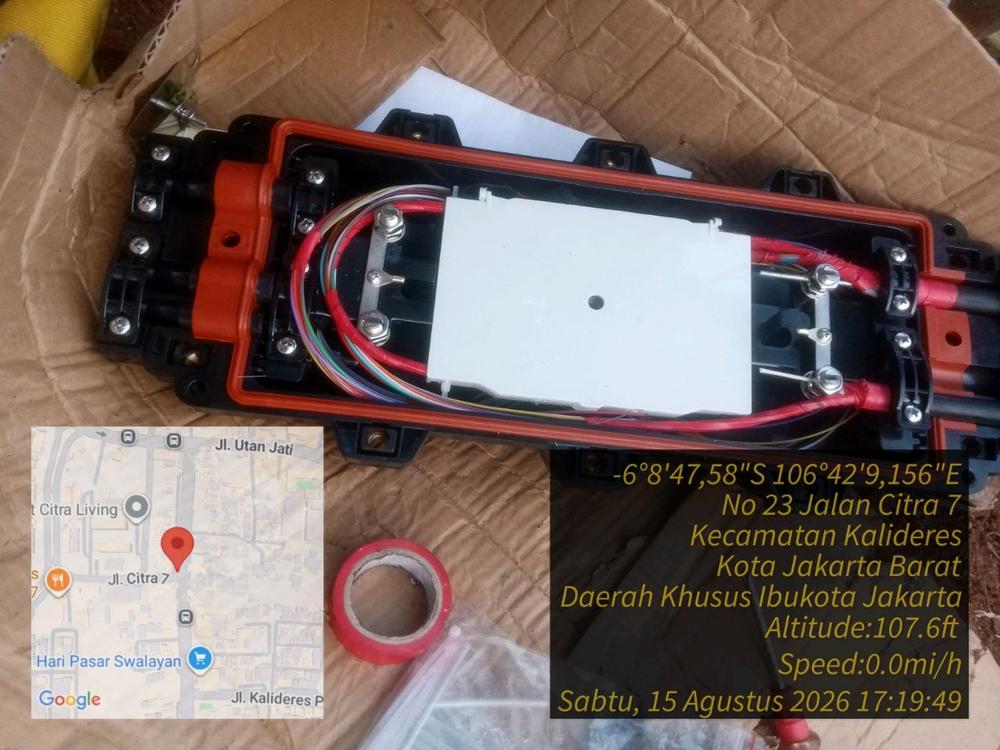 Jl. Utan Jati
t Citra Living
Jl. Citra 7
s
7
Hari Pasar Swalayan
Jl. Kalideres P
Google
-6°8'47,58"S 106°42'9,156"E
No 23 Jalan Citra 7
Kecamatan Kalideres
Kota Jakarta Barat
Daerah Khusus Ibukota Jakarta
Altitude:107.6ft
Speed:0.0mi/h
Sabtu, 15 Agustus 2026 17:19:49